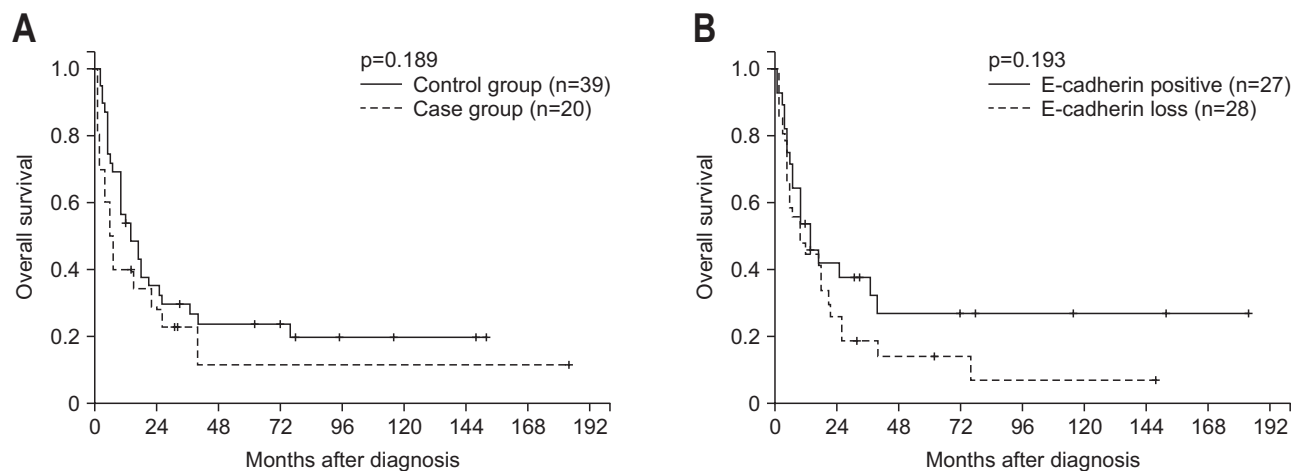 A
p=0.189
Control group (n=39)
Case group (n=20)
Overall survival
1.0
0.8
0.6
0.4
0.2
0
0 24 48 72 96 120 144 168 192
Months after diagnosis
B
p=0.193
E-cadherin positive (n=27)
E-cadherin loss (n=28)
Overall survival
1.0
0.8
0.6
0.4
0.2
0
0 24 48 72 96 120 144 168 192
Months after diagnosis